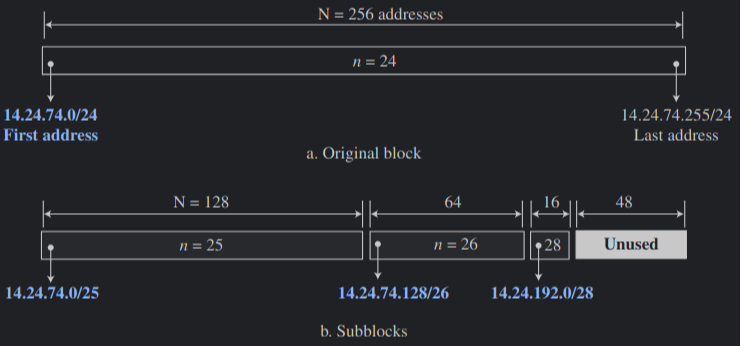 N = 256 addresses
n = 24
14.24.74.0/24
First address
14.24.74.255/24
Last address
a. Original block
N = 128
64
16
48
n = 25
n = 26
28
Unused
14.24.74.0/25
14.24.74.128/26
14.24.192.0/28
b. Subblocks